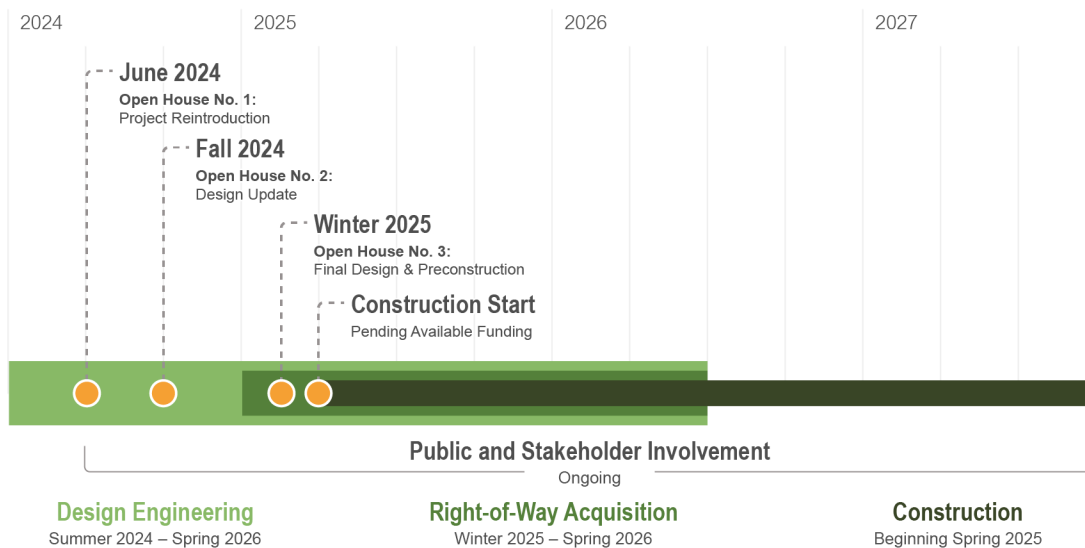 2024
2025
2026
2027
June 2024
Open House No. 1:
Project Reintroduction
Fall 2024
Open House No. 2:
Design Update
Winter 2025
Open House No. 3:
Final Design & Preconstruction
Construction Start
Pending Available Funding
Public and Stakeholder Involvement
Ongoing
Design Engineering
Summer 2024 – Spring 2026
Right-of-Way Acquisition
Winter 2025 – Spring 2026
Construction
Beginning Spring 2025